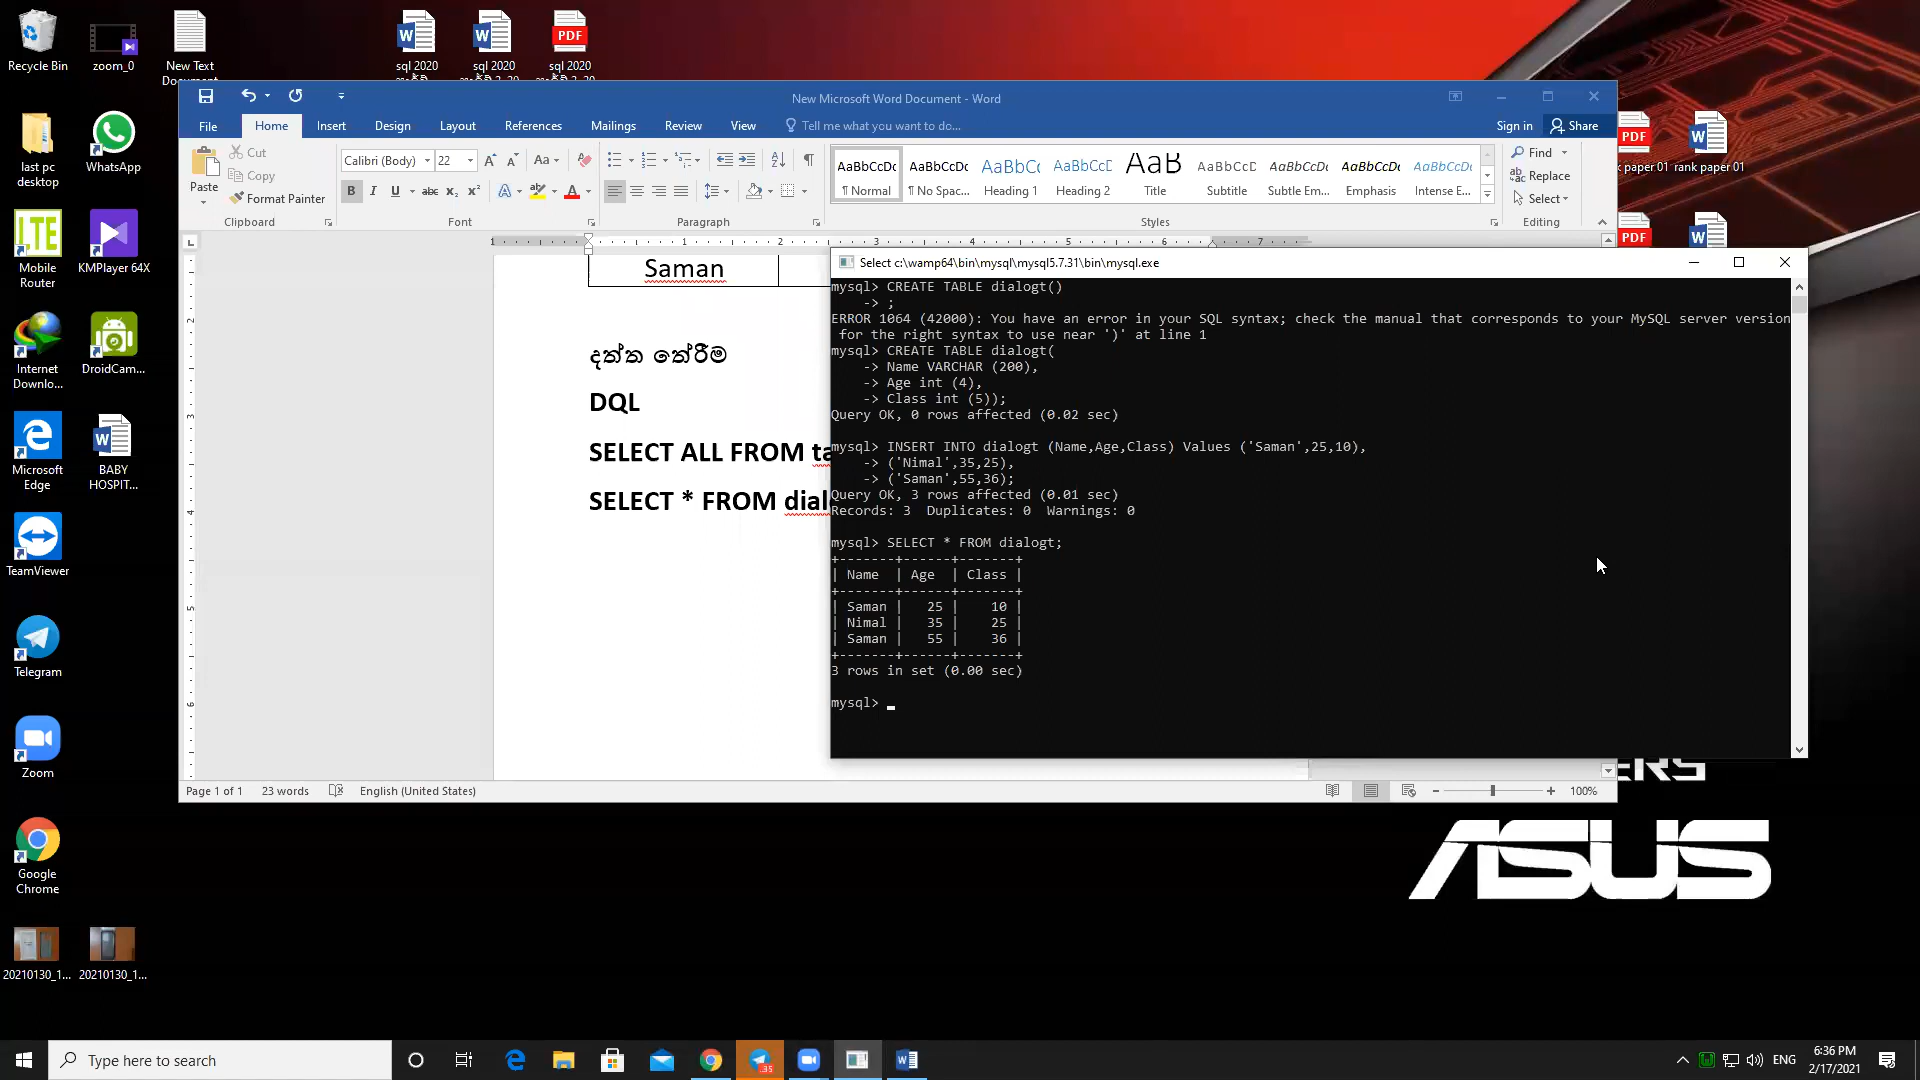 Recycle Bin
zoom_0
New Text
sql 2020
sql 2020
sql 2020
last pc
desktop
WhatsApp
Mobile
Router
KMPlayer 64X
Internet
Downlo...
DroidCam...
Microsoft
Edge
BABY
HOSPIT...
TeamViewer
Telegram
Zoom
Google
Chrome
20210130_1...
20210130_1...
PDF
PDF
paper 01
rank paper 01
PDF
New Microsoft Word Document - Word
File
Home
Insert
Design
Layout
References
Mailings
Review
View
Tell me what you want to do...
Sign in
Share
Paste
Cut
Copy
Format Painter
Clipboard
Calibri (Body)
22
Font
Paragraph
AaBbCcDc AaBbCcDc AaBbCc AaBbCcD AaB AaBbCcD AaBbCcDc AaBbCcDc AaBbCcDc
¶ Normal
¶ No Spac...
Heading 1
Heading 2
Title
Subtitle
Subtle Em...
Emphasis
Intense E...
Styles
Find
Replace
Select
Editing
Saman
දත්ත තේරීම
DQL
SELECT ALL FROM ta
SELECT * FROM dial
Page 1 of 1
23 words
English (United States)
100%
Select c:\wamp64\bin\mysql\mysql5.7.31\bin\mysql.exe
mysql> CREATE TABLE dialogt()
    -> ;
ERROR 1064 (42000): You have an error in your SQL syntax; check the manual that corresponds to your MySQL server version
 for the right syntax to use near ')' at line 1
mysql> CREATE TABLE dialogt(
    -> Name VARCHAR (200),
    -> Age int (4),
    -> Class int (5));
Query OK, 0 rows affected (0.02 sec)
mysql> INSERT INTO dialogt (Name,Age,Class) Values ('Saman',25,10),
    -> ('Nimal',35,25),
    -> ('Saman',55,36);
Query OK, 3 rows affected (0.01 sec)
Records: 3  Duplicates: 0  Warnings: 0
mysql> SELECT * FROM dialogt;
+-------+------+-------+
| Name  | Age  | Class |
+-------+------+-------+
| Saman |   25 |    10 |
| Nimal |   35 |    25 |
| Saman |   55 |    36 |
+-------+------+-------+
3 rows in set (0.00 sec)
mysql>
ASUS
Type here to search
ENG
6:36 PM
2/17/2021